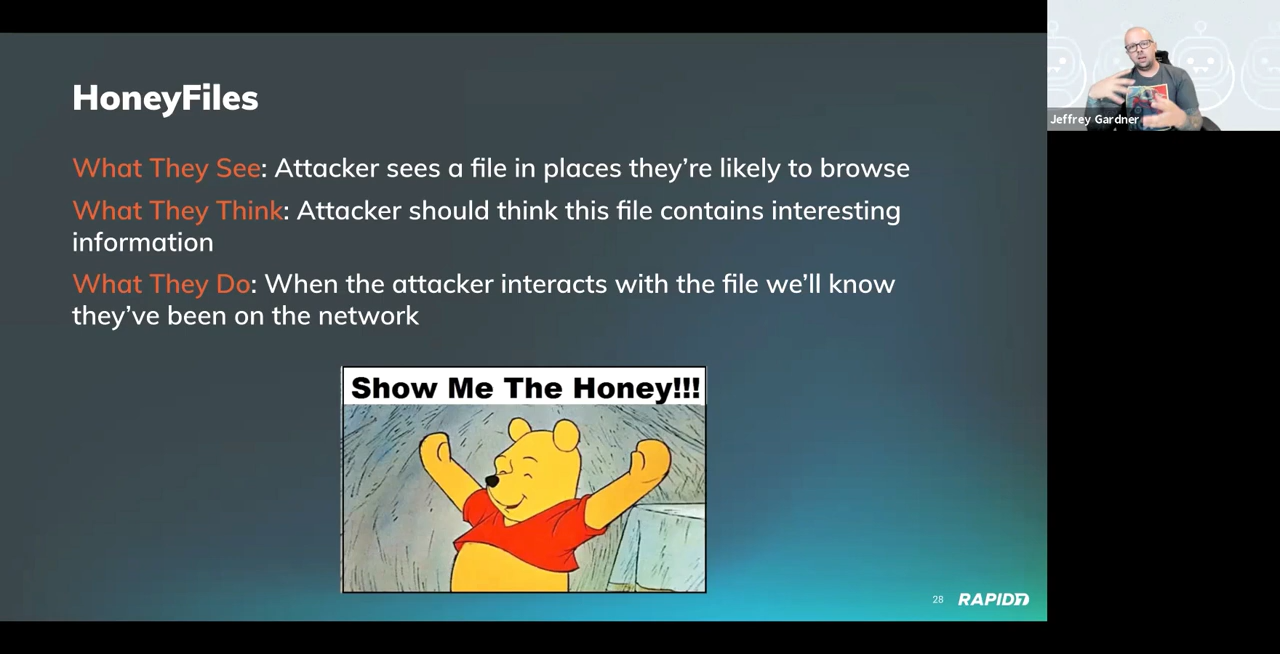 HoneyFiles
What They See: Attacker sees a file in places they’re likely to browse
What They Think: Attacker should think this file contains interesting
information
What They Do: When the attacker interacts with the file we’ll know
they’ve been on the network
Show Me The Honey!!!
28 RAPID7
Jeffrey Gardner